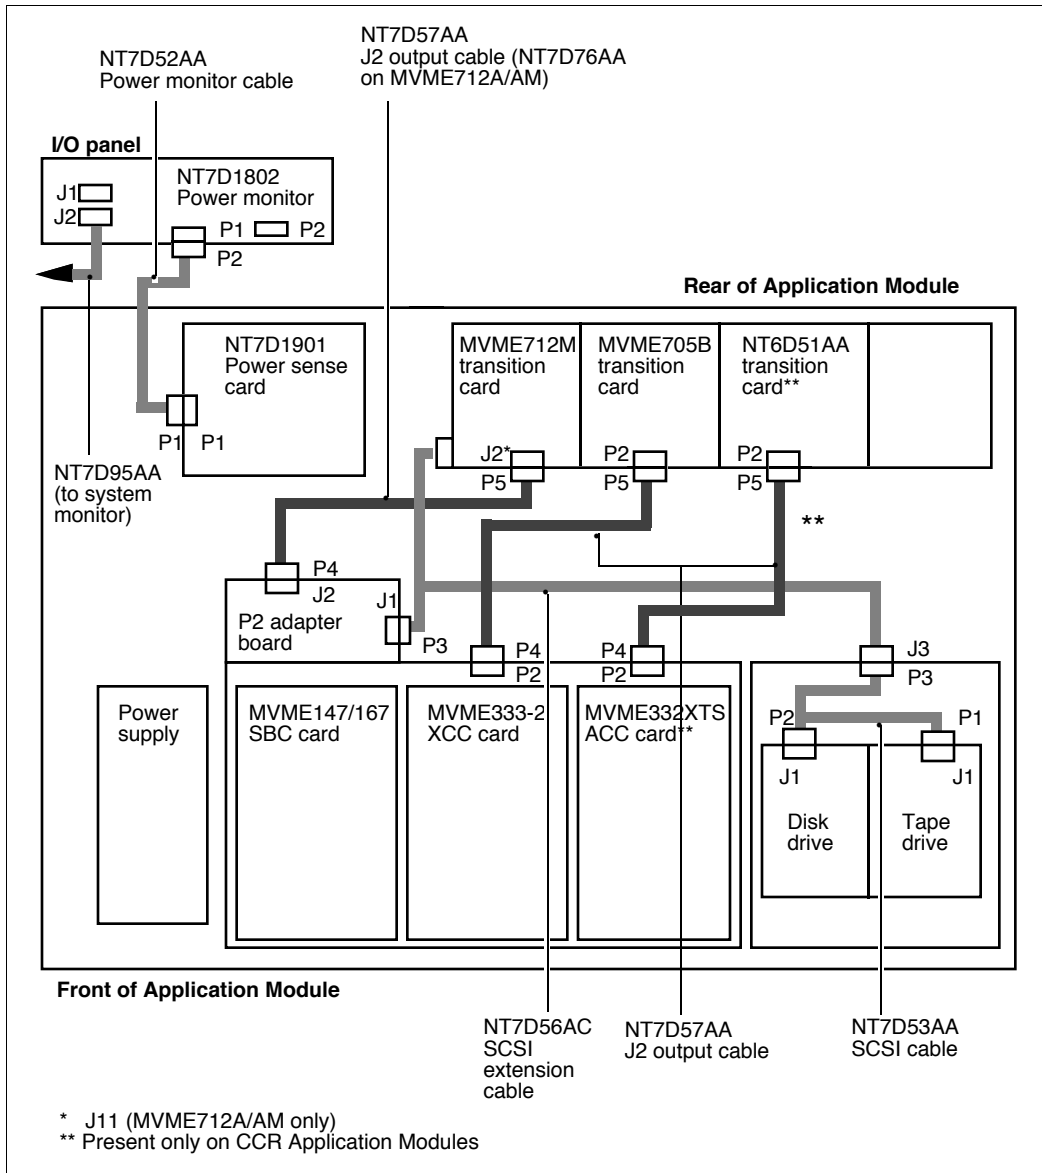 NT7D57AA
J2 output cable (NT7D76AA
on MVME712A/AM)
NT7D52AA
Power monitor cable
I/O panel
NT7D1802
Power monitor
J1
J2
P1
P2
P2
Rear of Application Module
NT7D1901
Power sense
card
P1
P1
MVME712M
transition
card
MVME705B
transition
card
NT6D51AA
transition
card**
J2*
P2
P2
P5
P5
P5
NT7D95AA
(to system
monitor)
**
P4
J2
P2 adapter
board
J1
P3
P4
P2
P4
P2
J3
P3
Power
supply
MVME147/167
SBC card
MVME333-2
XCC card
MVME332XTS
ACC card**
P2
P1
J1
J1
Disk
drive
Tape
drive
Front of Application Module
NT7D56AC
SCSI
extension
cable
NT7D57AA
J2 output cable
NT7D53AA
SCSI cable
* J11 (MVME712A/AM only)
** Present only on CCR Application Modules